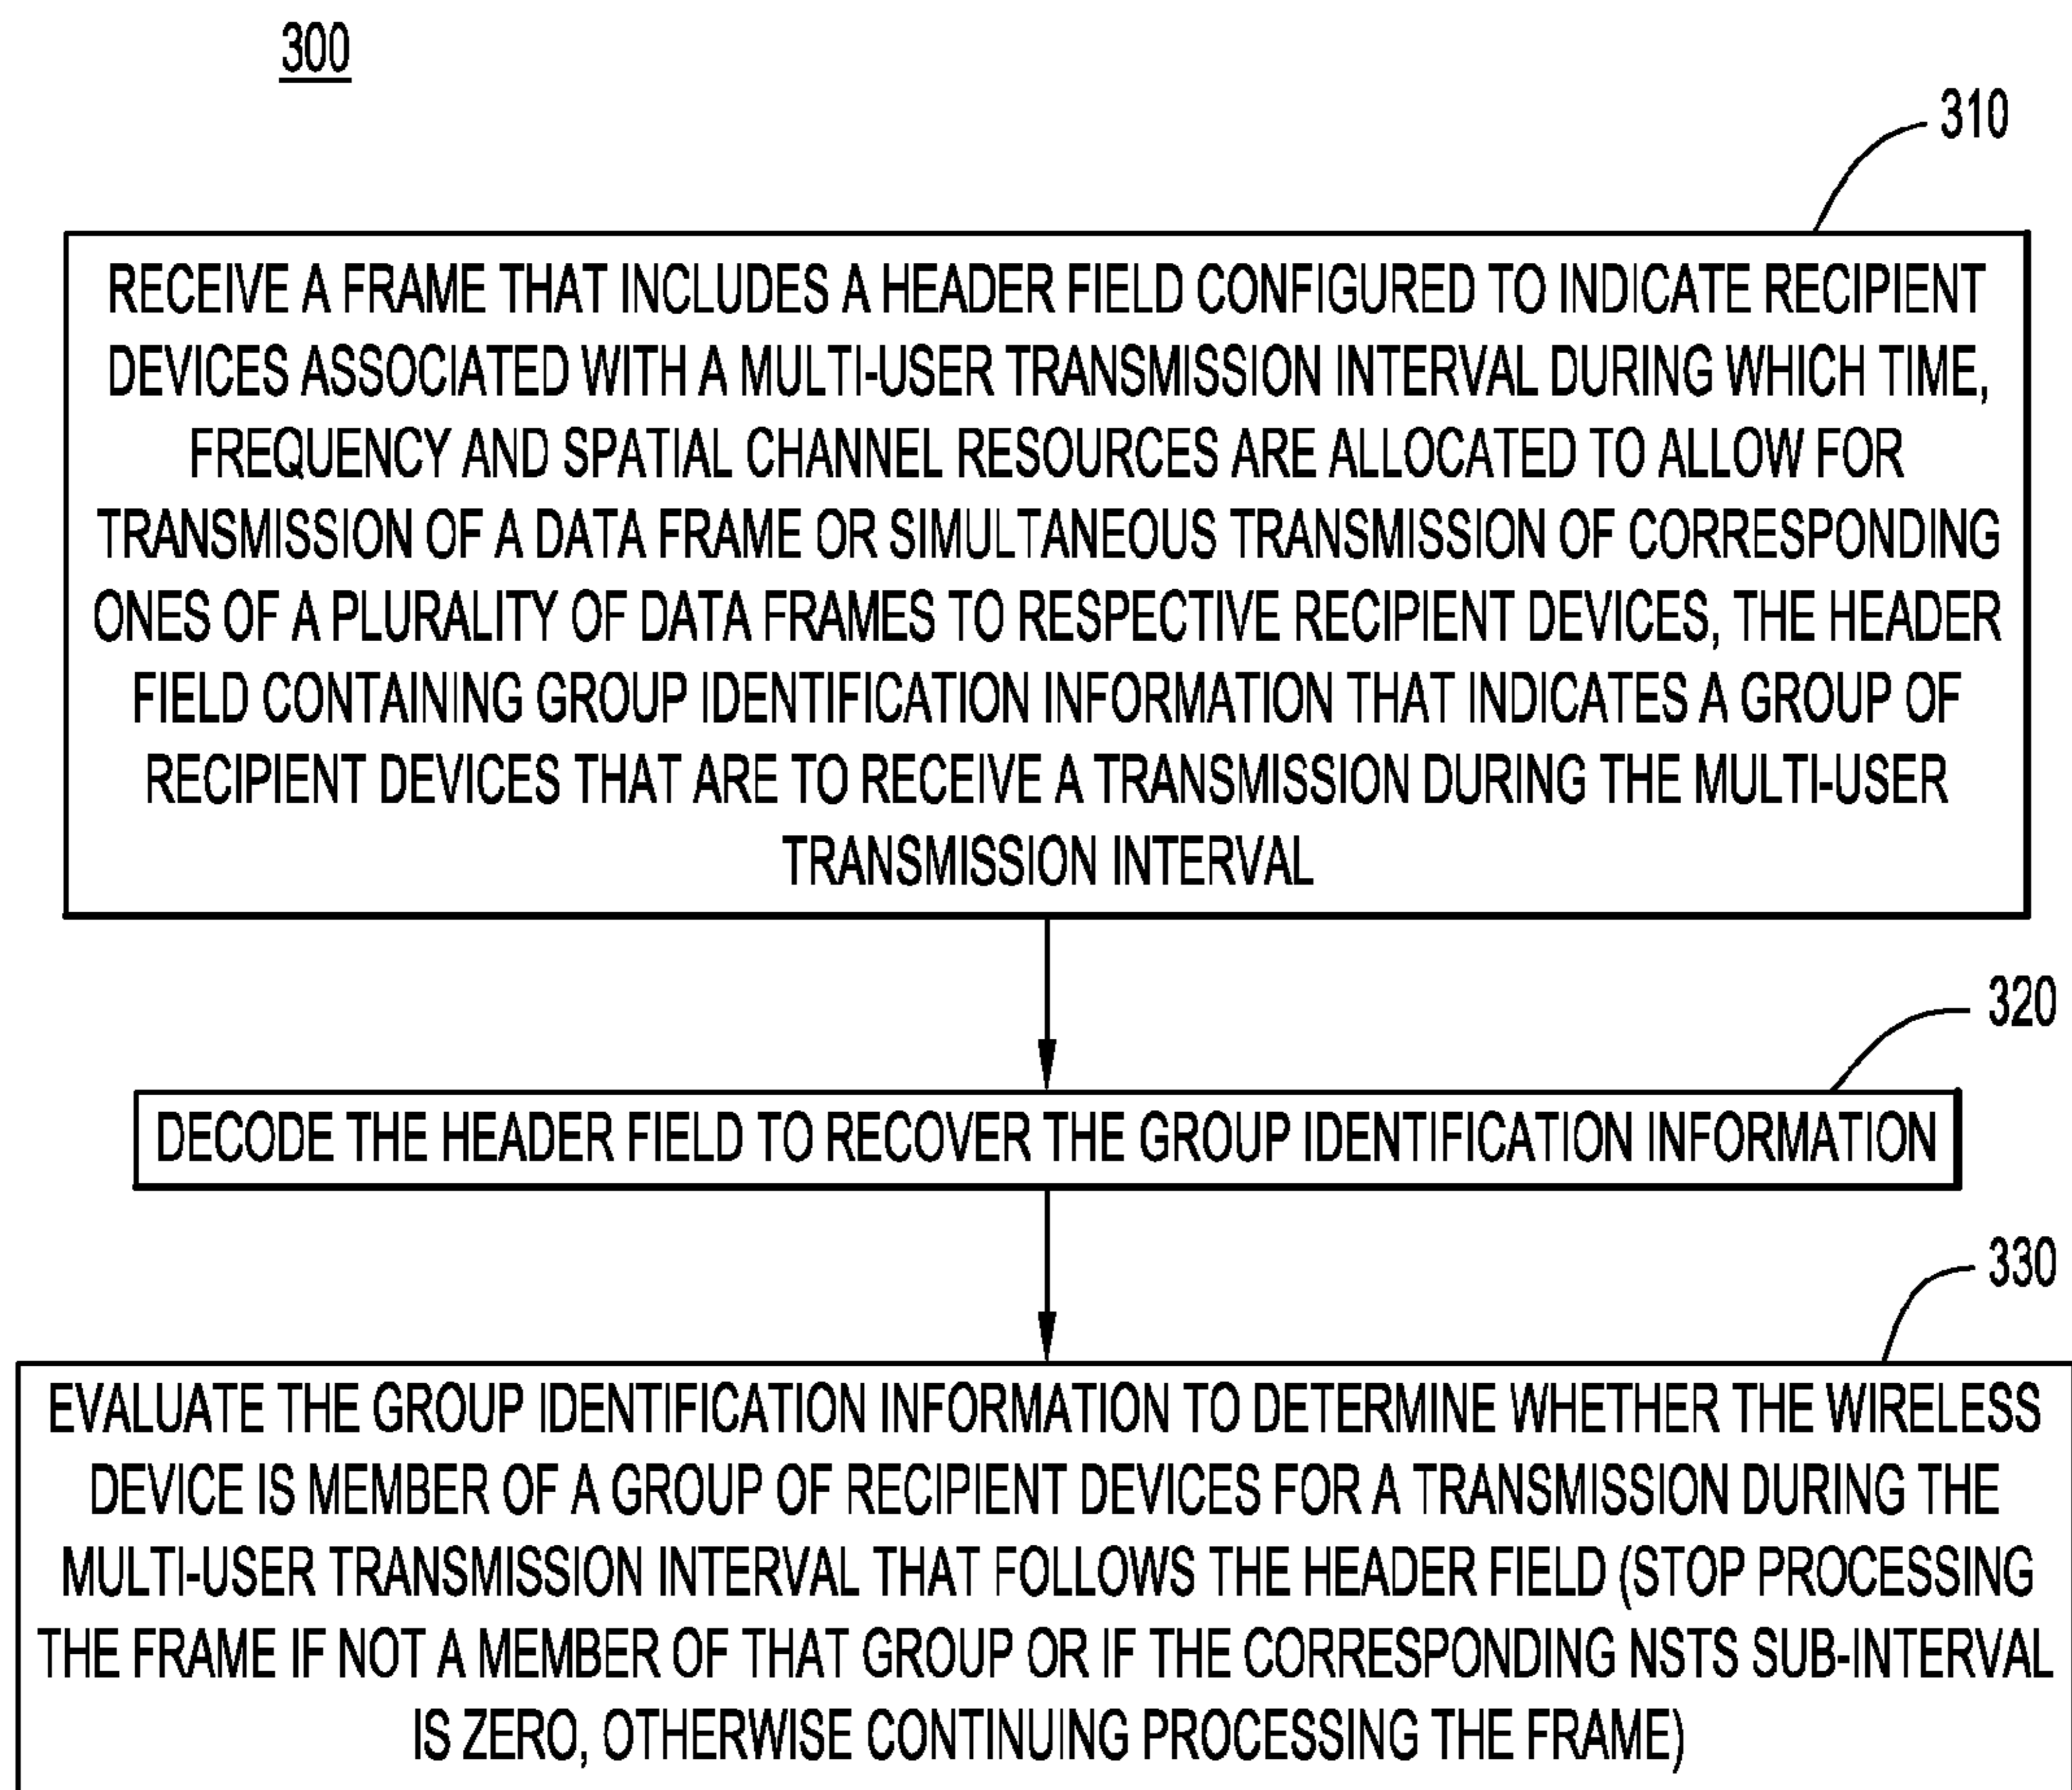 300
310
RECEIVE A FRAME THAT INCLUDES A HEADER FIELD CONFIGURED TO INDICATE RECIPIENT
DEVICES ASSOCIATED WITH A MULTI-USER TRANSMISSION INTERVAL DURING WHICH TIME,
FREQUENCY AND SPATIAL CHANNEL RESOURCES ARE ALLOCATED TO ALLOW FOR
TRANSMISSION OF A DATA FRAME OR SIMULTANEOUS TRANSMISSION OF CORRESPONDING
ONES OF A PLURALITY OF DATA FRAMES TO RESPECTIVE RECIPIENT DEVICES, THE HEADER
FIELD CONTAINING GROUP IDENTIFICATION INFORMATION THAT INDICATES A GROUP OF
RECIPIENT DEVICES THAT ARE TO RECEIVE A TRANSMISSION DURING THE MULTI-USER
TRANSMISSION INTERVAL
320
DECODE THE HEADER FIELD TO RECOVER THE GROUP IDENTIFICATION INFORMATION
330
EVALUATE THE GROUP IDENTIFICATION INFORMATION TO DETERMINE WHETHER THE WIRELESS
DEVICE IS MEMBER OF A GROUP OF RECIPIENT DEVICES FOR A TRANSMISSION DURING THE
MULTI-USER TRANSMISSION INTERVAL THAT FOLLOWS THE HEADER FIELD (STOP PROCESSING
THE FRAME IF NOT A MEMBER OF THAT GROUP OR IF THE CORRESPONDING NSTS SUB-INTERVAL
IS ZERO, OTHERWISE CONTINUING PROCESSING THE FRAME)